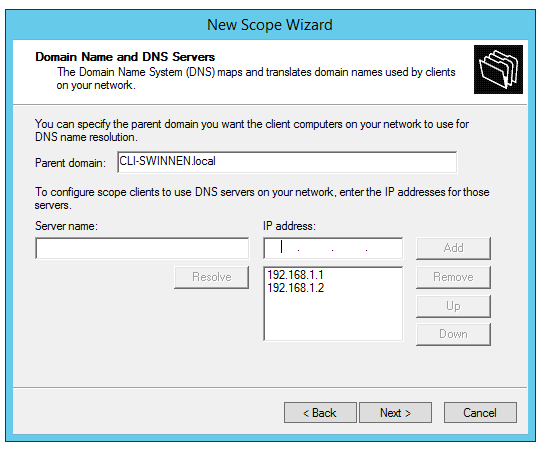 New Scope Wizard
Domain Name and DNS Servers
The Domain Name System (DNS) maps and translates domain names used by clients
on your network.
You can specify the parent domain you want the client computers on your network to use for
DNS name resolution.
Parent domain: CLI-SWINNEN.local
To configure scope clients to use DNS servers on your network, enter the IP addresses for those
servers.
Server name: IP address:
. . . Add
Resolve 192.168.1.1 Remove
192.168.1.2
Up
Down
< Back Next > Cancel